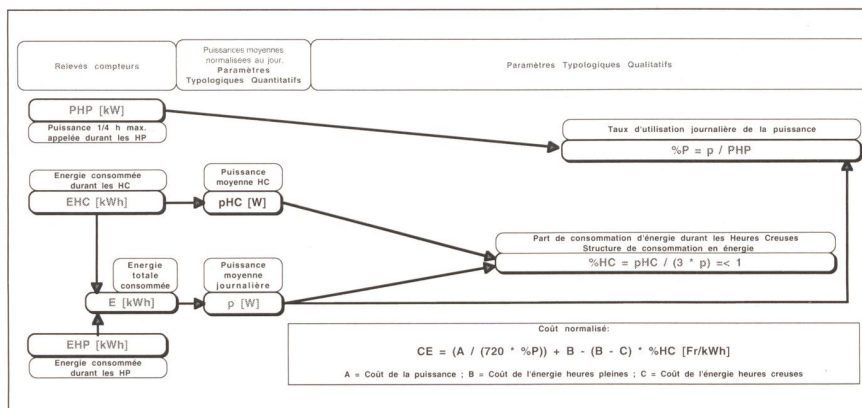 Relevés compteurs
Puissances moyennes
normalisées au jour.
Paramètres
Typologiques Quantitatifs
Paramètres Typologiques Qualitatifs
PHP [kW]
Puissance 1/4 h max.
appelée durant les HP
Taux d'utilisation journalière de la puissance
%P = p / PHP
Energie consommée
durant les HC
EHC [kWh]
Puissance
moyenne HC
pHC [W]
Part de consommation d'énergie durant les Heures Creuses
Structure de consommation en énergie
%HC = pHC / (3 * p) =< 1
Energie
totale
consommée
E [kWh]
Puissance
moyenne
journalière
p [W]
EHP [kWh]
Energie consommée
durant les HP
Coût normalisé:
CE = (A / (720 * %P)) + B - (B - C) * %HC [Fr/kWh]
A = Coût de la puissance ; B = Coût de l'énergie heures pleines ; C = Coût de l'énergie heures creuses